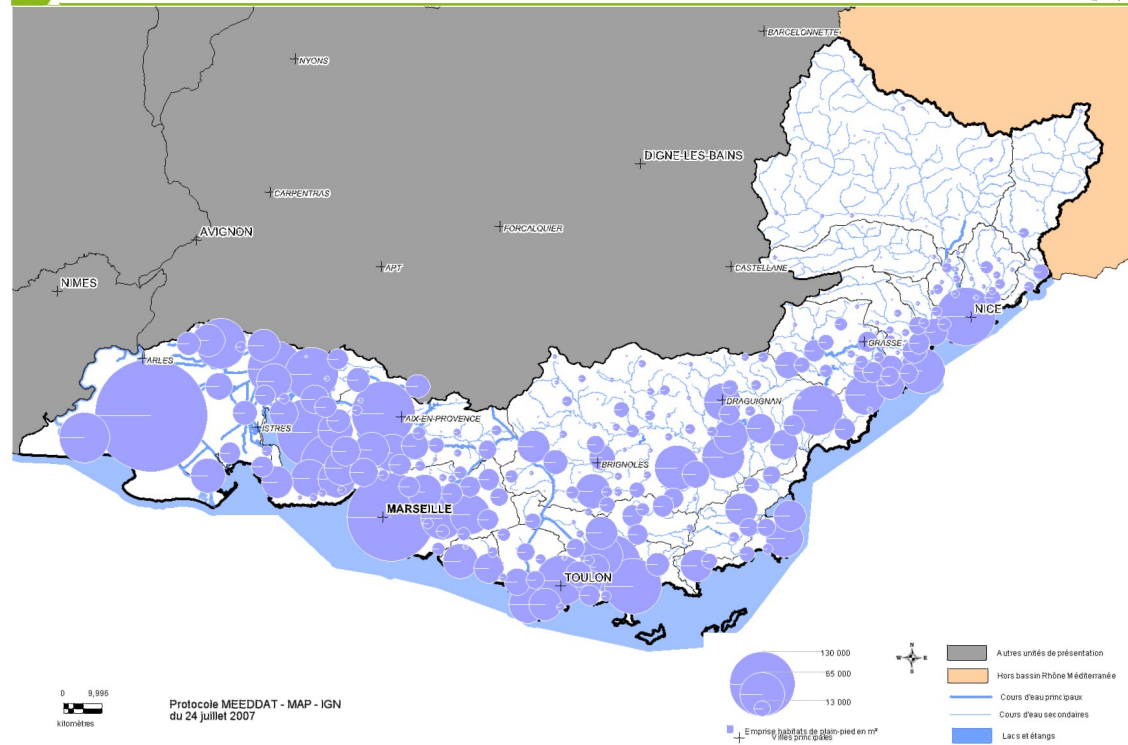 BARCELONNETTE
NYONS
DIGNE-LES-BAINS
CARPENTRAS
FORCALQUIER
AVIGNON
APT
CASTELLANE
NIMES
NICE
GRASSE
ARLES
DRAGUIGNAN
AIX-EN-PROVENCE
ISTRES
BRIGNOLES
MARSEILLE
TOULON
130 000
65 000
13 000
Emprise habitats de plain-pied en m²
Villes principales
N
W E
S
Autres unités de présentation
Hors bassin Rhône Méditerranée
Cours d'eau principaux
Cours d'eau secondaires
Lacs et étangs
0 9,996
kilomètres
Protocole MEEDDAT - MAP - IGN
du 24 juillet 2007